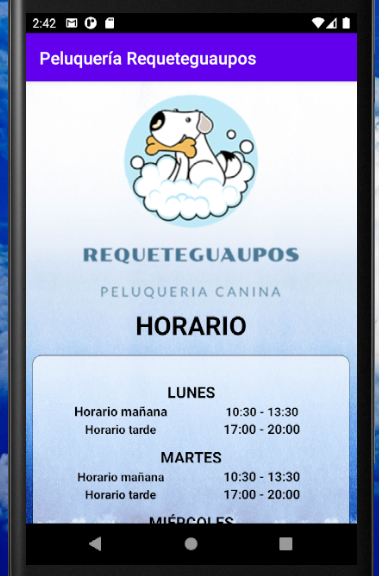 2:42
Peluquería Requeteguaupos
REQUETEGUAUPOS
PELUQUERIA CANINA
HORARIO
LUNES
Horario mañana 10:30 - 13:30
Horario tarde 17:00 - 20:00
MARTES
Horario mañana 10:30 - 13:30
Horario tarde 17:00 - 20:00
MIÉRCOLES